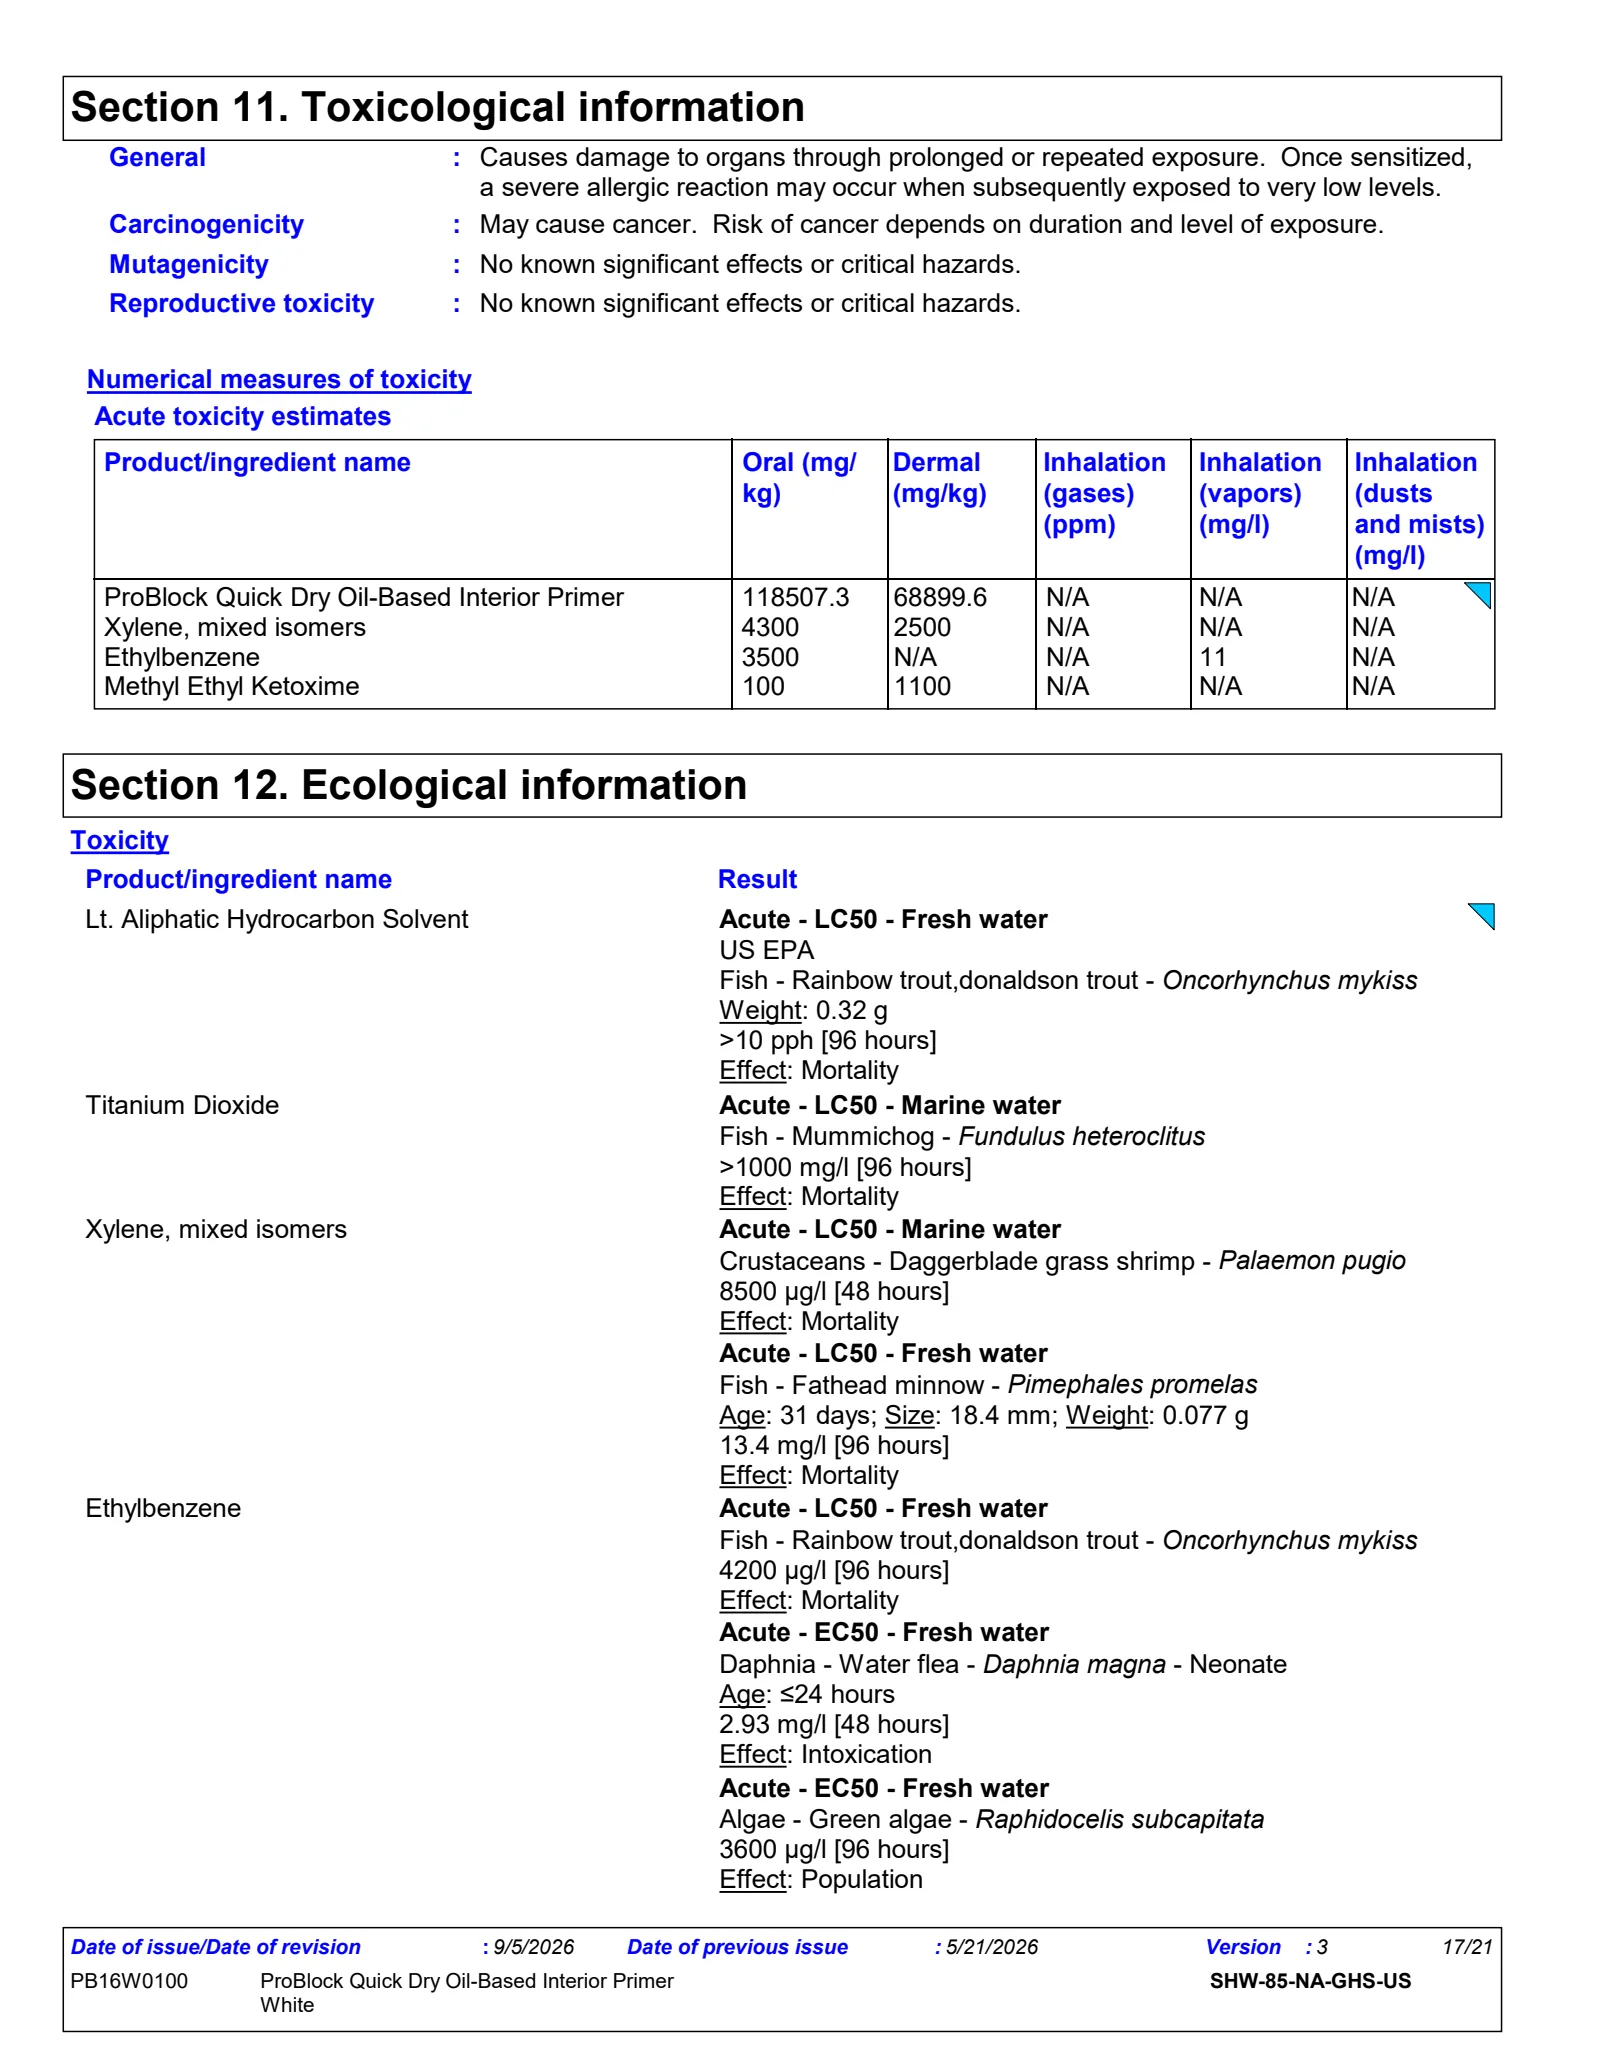 Section 11. Toxicological information
General : Causes damage to organs through prolonged or repeated exposure.  Once sensitized,
a severe allergic reaction may occur when subsequently exposed to very low levels.
Carcinogenicity : May cause cancer.  Risk of cancer depends on duration and level of exposure.
Mutagenicity : No known significant effects or critical hazards.
Reproductive toxicity : No known significant effects or critical hazards.
Numerical measures of toxicity
Acute toxicity estimates
Product/ingredient name Oral (mg/ Dermal Inhalation Inhalation Inhalation
kg) (mg/kg) (gases) (vapors) (dusts
(ppm) (mg/l) and mists)
(mg/l)
ProBlock Quick Dry Oil-Based Interior Primer 118507.3 68899.6 N/A N/A N/A
Xylene, mixed isomers 4300 2500 N/A N/A N/A
Ethylbenzene 3500 N/A N/A 11 N/A
Methyl Ethyl Ketoxime 100 1100 N/A N/A N/A
Section 12. Ecological information
Toxicity
Product/ingredient name Result
Lt. Aliphatic Hydrocarbon Solvent Acute - LC50 - Fresh water
US EPA
Fish - Rainbow trout,donaldson trout - Oncorhynchus mykiss
Weight: 0.32 g
>10 pph [96 hours]
Effect: Mortality
Titanium Dioxide Acute - LC50 - Marine water
Fish - Mummichog - Fundulus heteroclitus
>1000 mg/l [96 hours]
Effect: Mortality
Xylene, mixed isomers Acute - LC50 - Marine water
Crustaceans - Daggerblade grass shrimp - Palaemon pugio
8500 µg/l [48 hours]
Effect: Mortality
Acute - LC50 - Fresh water
Fish - Fathead minnow - Pimephales promelas
Age: 31 days; Size: 18.4 mm; Weight: 0.077 g
13.4 mg/l [96 hours]
Effect: Mortality
Ethylbenzene Acute - LC50 - Fresh water
Fish - Rainbow trout,donaldson trout - Oncorhynchus mykiss
4200 µg/l [96 hours]
Effect: Mortality
Acute - EC50 - Fresh water
Daphnia - Water flea - Daphnia magna - Neonate
Age: ≤24 hours
2.93 mg/l [48 hours]
Effect: Intoxication
Acute - EC50 - Fresh water
Algae - Green algae - Raphidocelis subcapitata
3600 µg/l [96 hours]
Effect: Population
Date of issue/Date of revision : 9/5/2026 Date of previous issue : 5/21/2026 Version : 3 17/21
PB16W0100 ProBlock Quick Dry Oil-Based Interior Primer SHW-85-NA-GHS-US
White